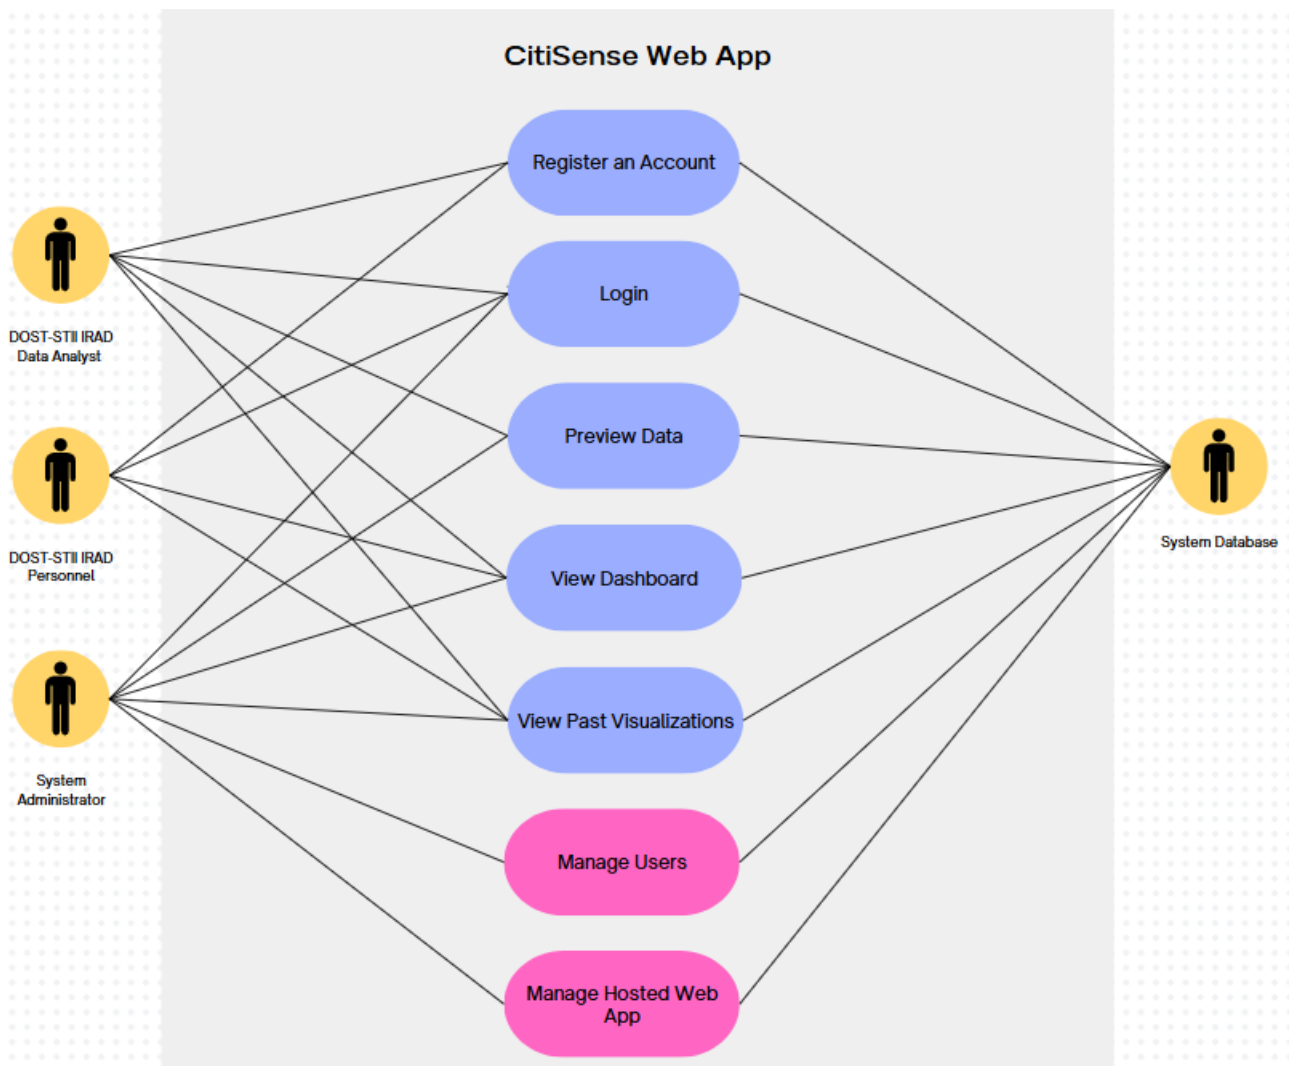 CitiSense Web App
Register an Account
Login
Preview Data
View Dashboard
View Past Visualizations
Manage Users
Manage Hosted Web
App
DOST-STII IRAD
Data Analyst
DOST-STII IRAD
Personnel
System
Administrator
System Database